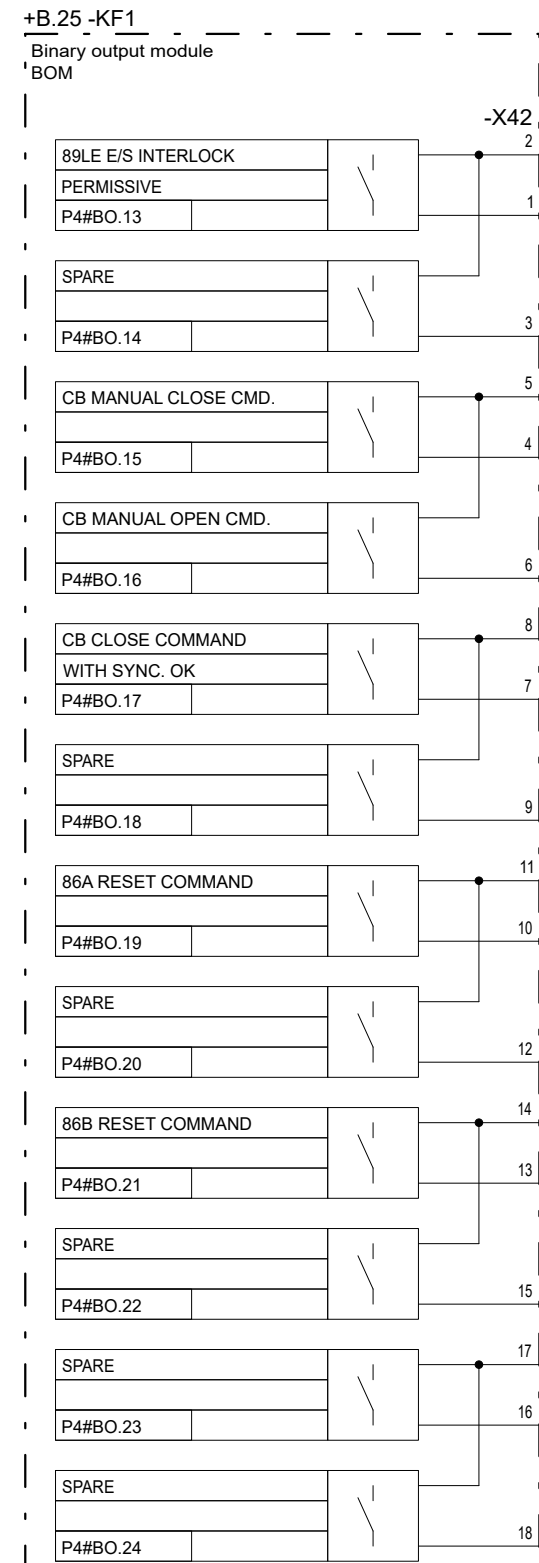 +B.25 -KF1
Binary output module
BOM
-X42
2
89LE E/S INTERLOCK
PERMISSIVE
1
P4#BO.13
SPARE
3
P4#BO.14
5
CB MANUAL CLOSE CMD.
4
P4#BO.15
CB MANUAL OPEN CMD.
6
P4#BO.16
8
CB CLOSE COMMAND
WITH SYNC. OK
7
P4#BO.17
SPARE
9
P4#BO.18
11
86A RESET COMMAND
10
P4#BO.19
SPARE
12
P4#BO.20
14
86B RESET COMMAND
13
P4#BO.21
SPARE
15
P4#BO.22
17
SPARE
16
P4#BO.23
SPARE
18
P4#BO.24